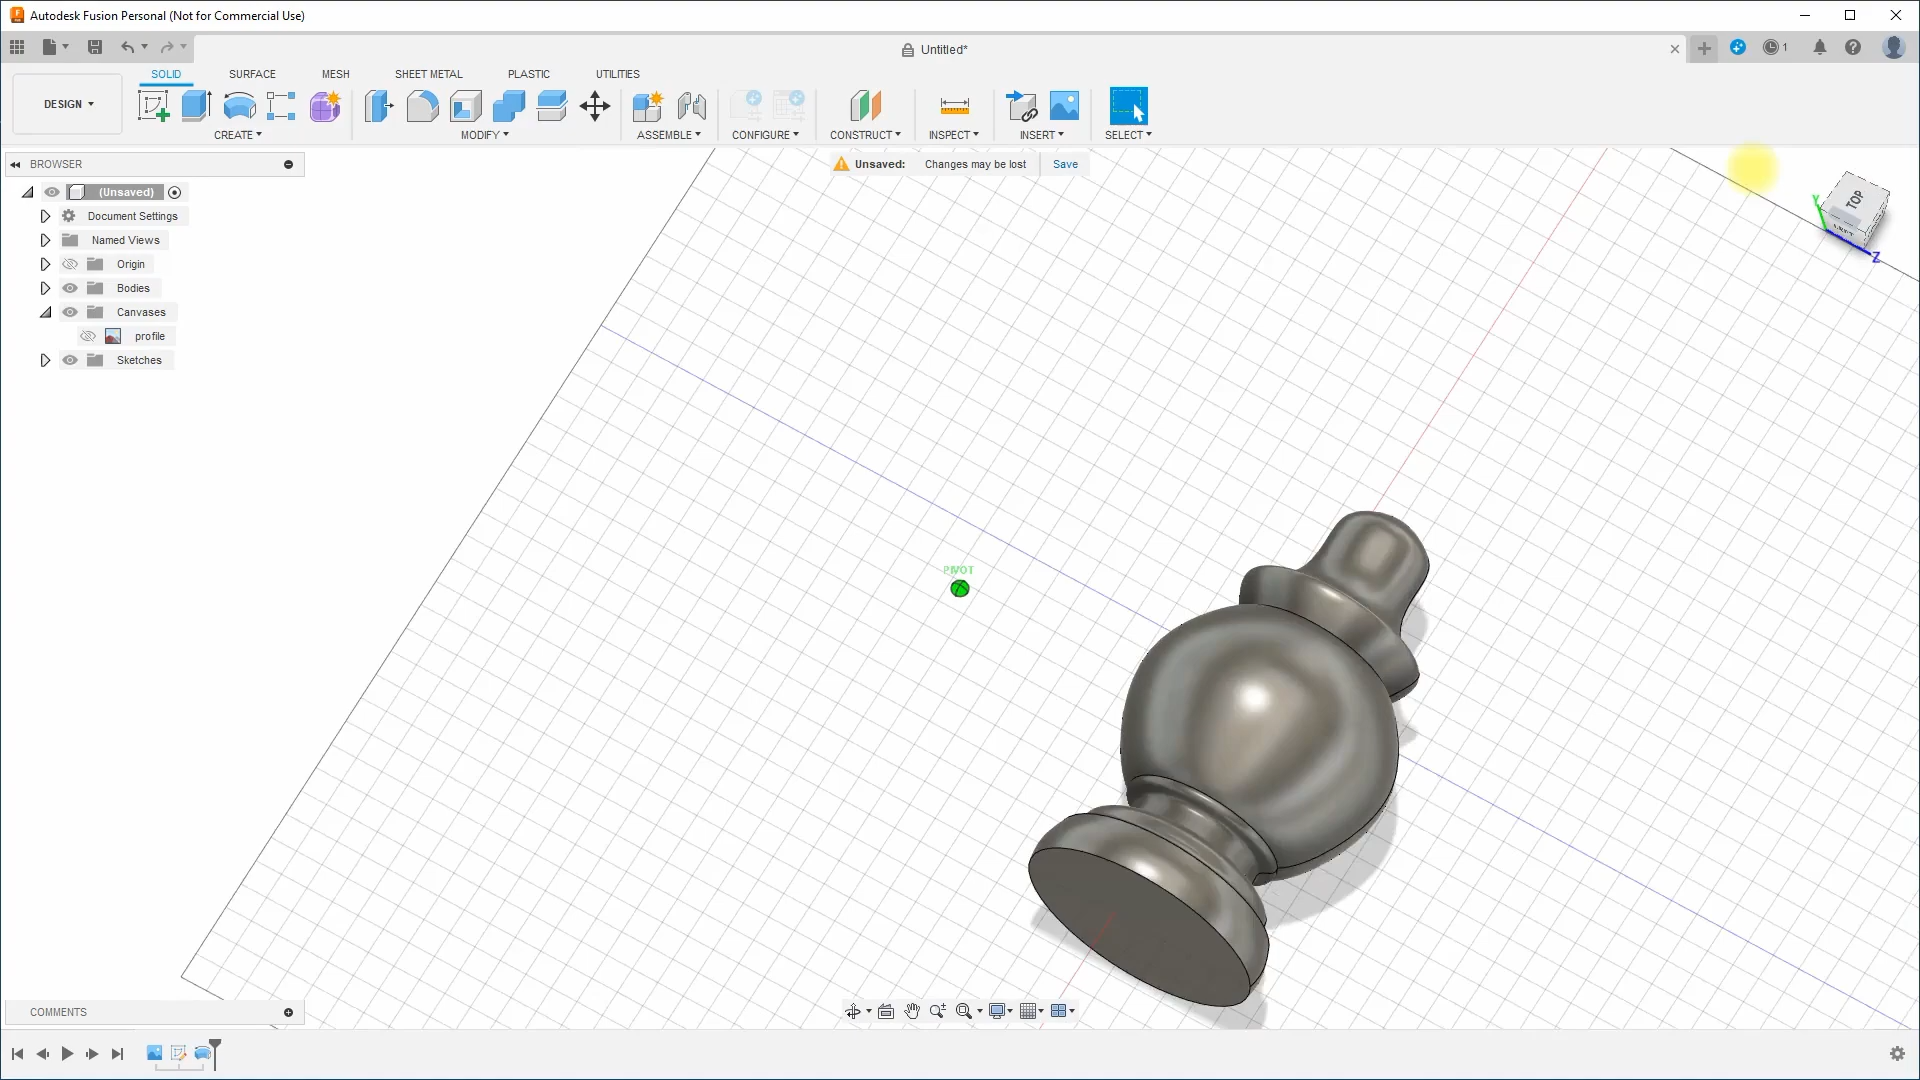 Autodesk Fusion Personal (Not for Commercial Use)
Untitled*
1
DESIGN
SOLID SURFACE MESH SHEET METAL PLASTIC UTILITIES
CREATE MODIFY ASSEMBLE CONFIGURE CONSTRUCT INSPECT INSERT SELECT
BROWSER
Unsaved: Changes may be lost Save
(Unsaved)
Document Settings
Named Views
Origin
Bodies
Canvases
profile
Sketches
TOP
LEFT
Y
Z
PIVOT
COMMENTS